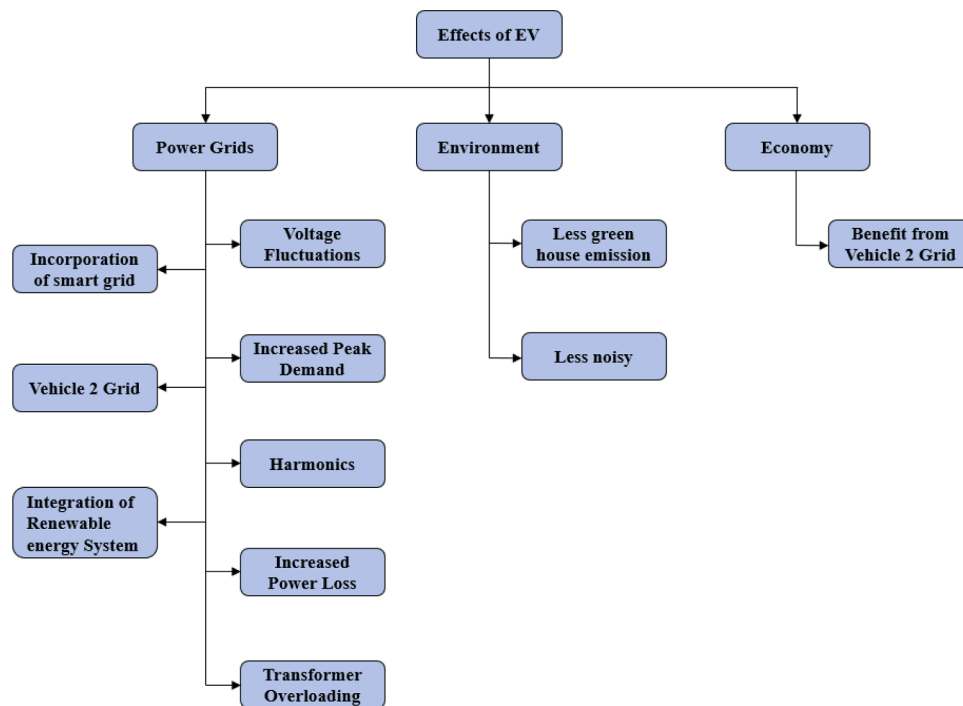 Effects of EV
Power Grids
Environment
Economy
Voltage
Fluctuations
Incorporation
of smart grid
Increased Peak
Demand
Vehicle 2 Grid
Harmonics
Integration of
Renewable
energy System
Increased
Power Loss
Transformer
Overloading
Less green
house emission
Less noisy
Benefit from
Vehicle 2 Grid